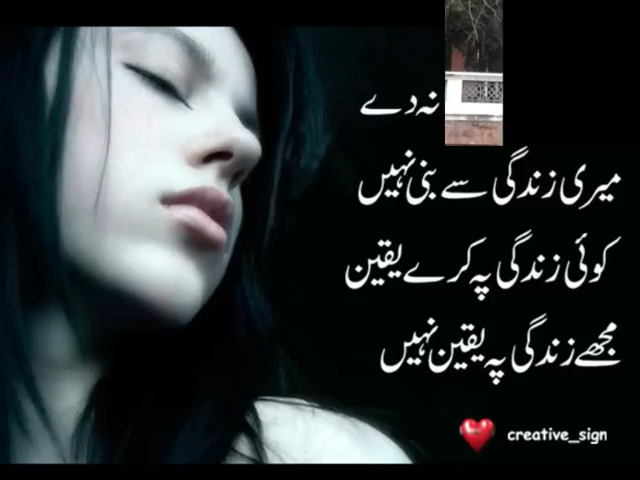 نہ دے
میری زندگی سے بنی نہیں
کوئی زندگی پہ کرے یقین
مجھے زندگی پہ یقین نہیں
creative_sign